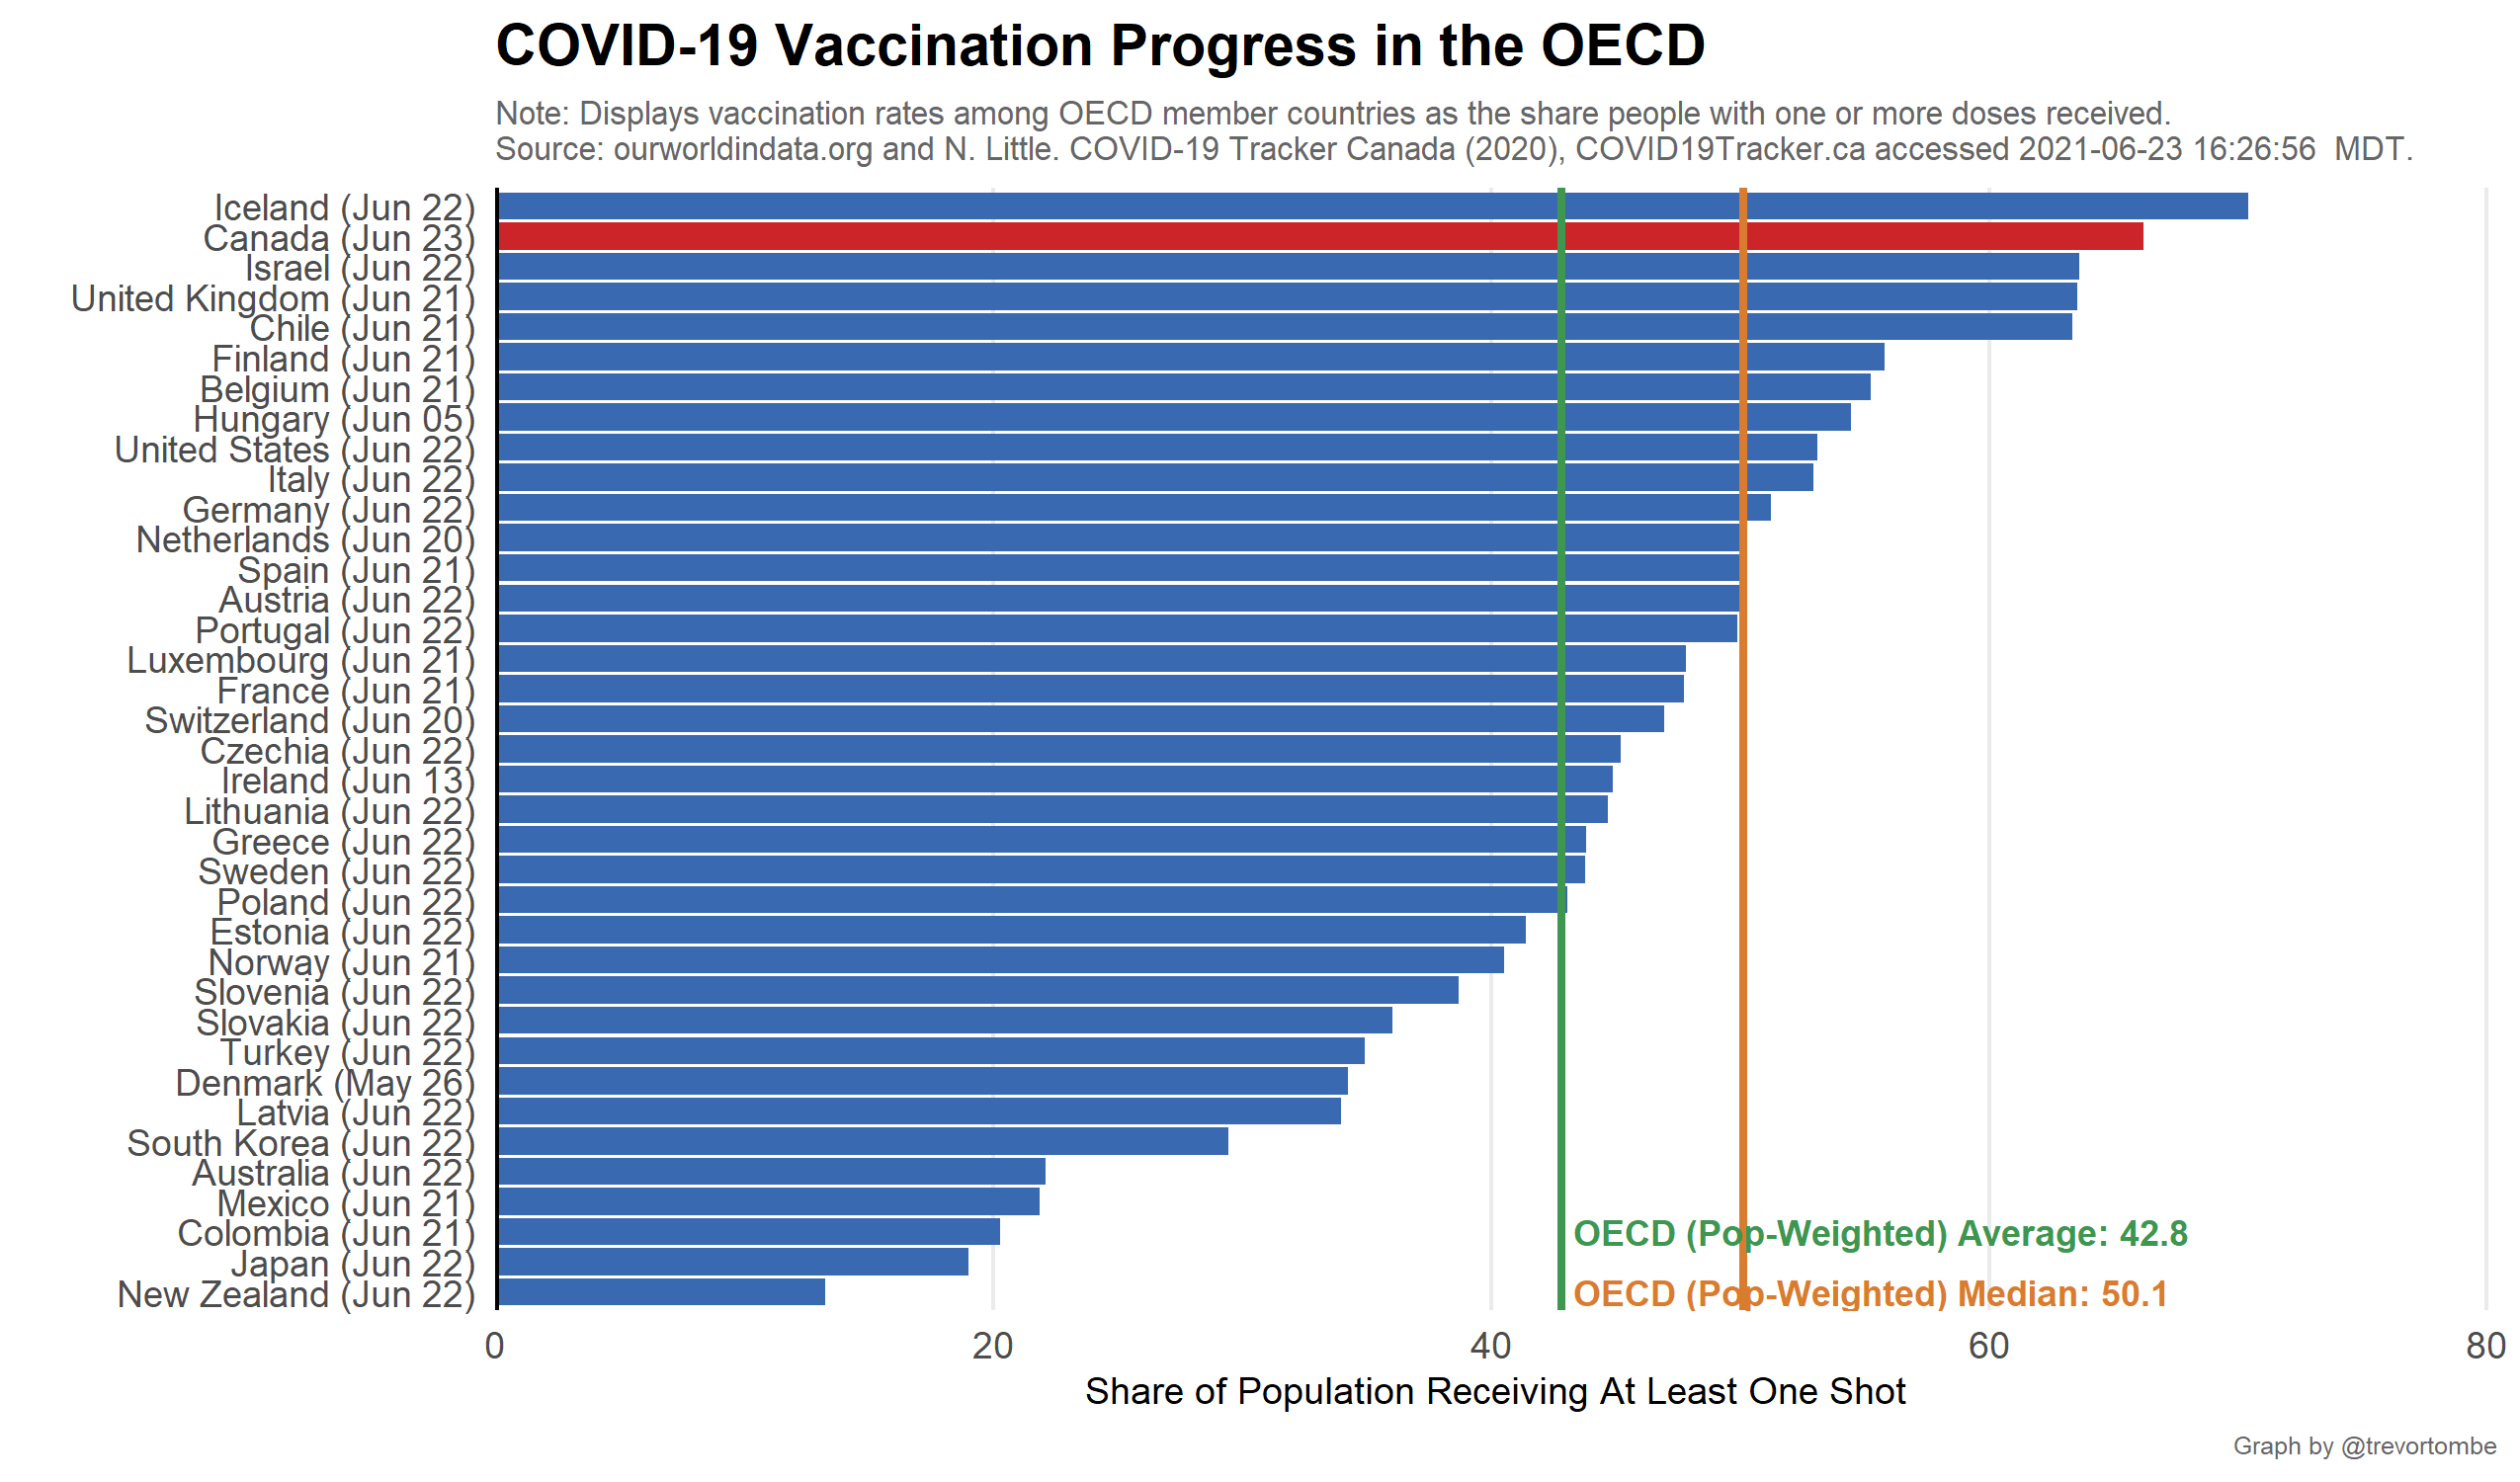 COVID-19 Vaccination Progress in the OECD
Note: Displays vaccination rates among OECD member countries as the share people with one or more doses received.
Source: ourworldindata.org and N. Little. COVID-19 Tracker Canada (2020), COVID19Tracker.ca accessed 2021-06-23 16:26:56  MDT.
Iceland (Jun 22)
Canada (Jun 23)
Israel (Jun 22)
United Kingdom (Jun 21)
Chile (Jun 21)
Finland (Jun 21)
Belgium (Jun 21)
Hungary (Jun 05)
United States (Jun 22)
Italy (Jun 22)
Germany (Jun 22)
Netherlands (Jun 20)
Spain (Jun 21)
Austria (Jun 22)
Portugal (Jun 22)
Luxembourg (Jun 21)
France (Jun 21)
Switzerland (Jun 20)
Czechia (Jun 22)
Ireland (Jun 13)
Lithuania (Jun 22)
Greece (Jun 22)
Sweden (Jun 22)
Poland (Jun 22)
Estonia (Jun 22)
Norway (Jun 21)
Slovenia (Jun 22)
Slovakia (Jun 22)
Turkey (Jun 22)
Denmark (May 26)
Latvia (Jun 22)
South Korea (Jun 22)
Australia (Jun 22)
Mexico (Jun 21)
Colombia (Jun 21)
Japan (Jun 22)
New Zealand (Jun 22)
OECD (Pop-Weighted) Average: 42.8
OECD (Pop-Weighted) Median: 50.1
0 20 40 60 80
Share of Population Receiving At Least One Shot
Graph by @trevortombe